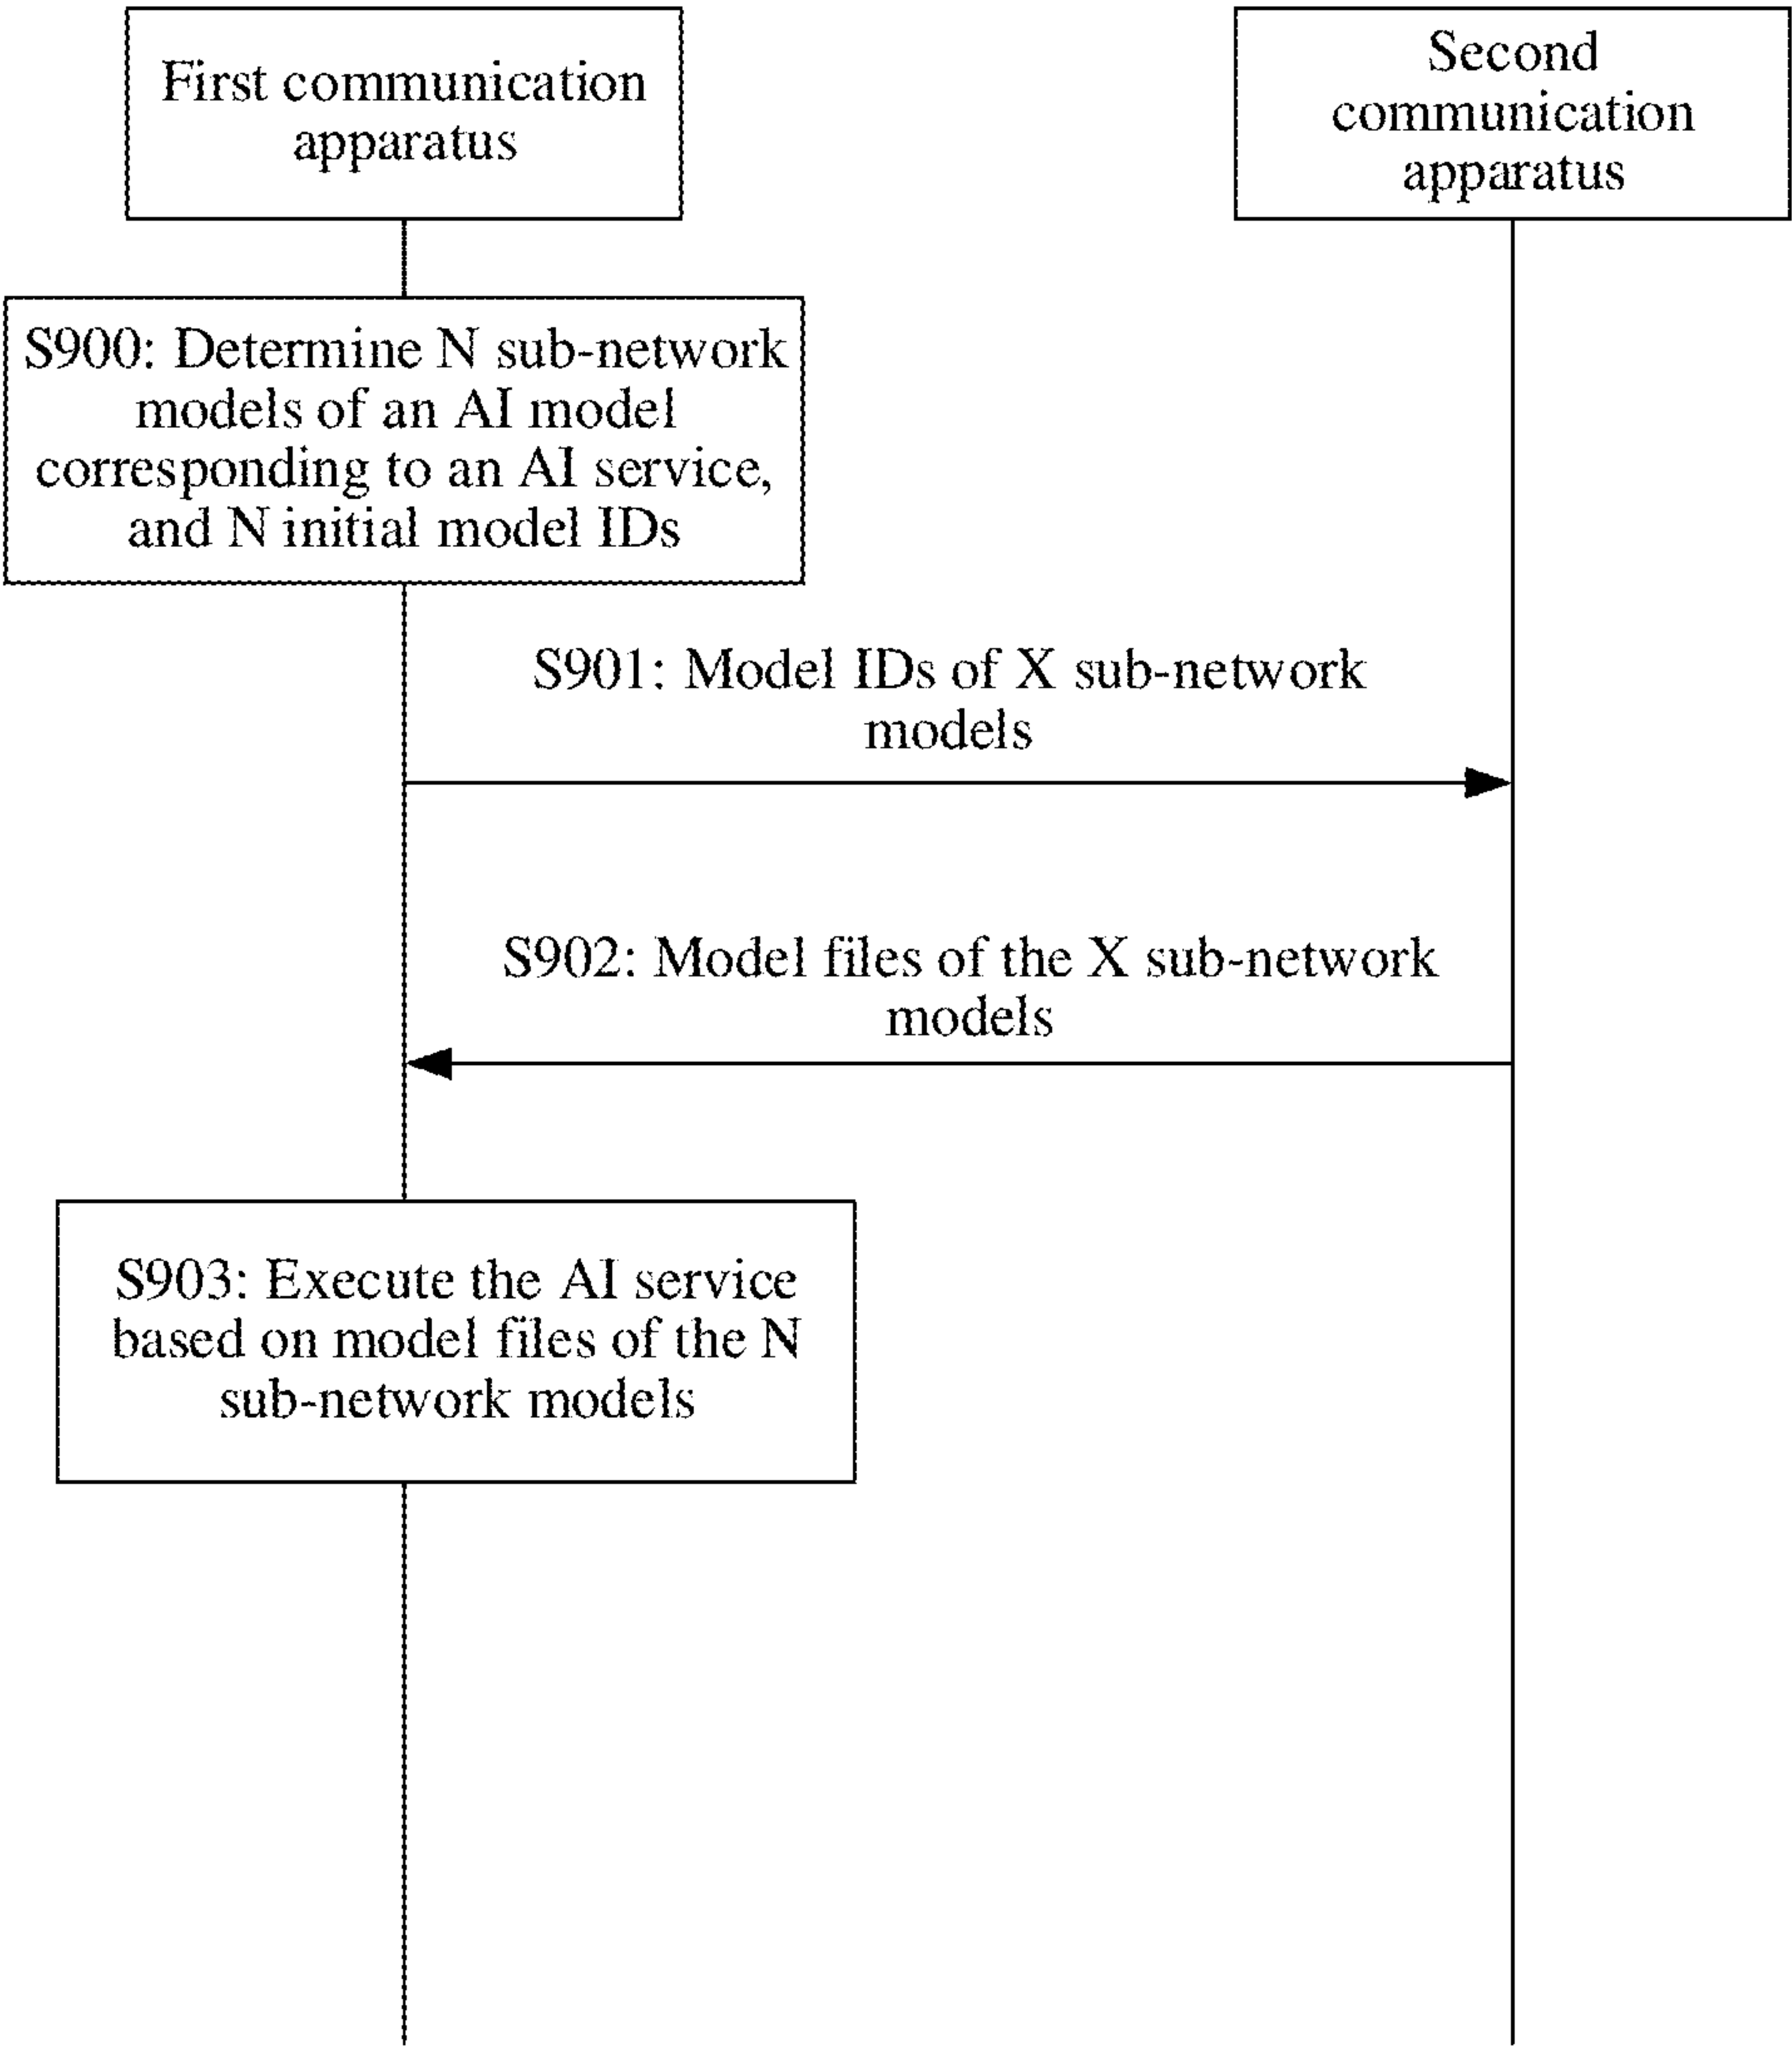 First communication
apparatus
Second
communication
apparatus
S900: Determine N sub-network
models of an AI model
corresponding to an AI service,
and N initial model IDs
S901: Model IDs of X sub-network
models
S902: Model files of the X sub-network
models
S903: Execute the AI service
based on model files of the N
sub-network models